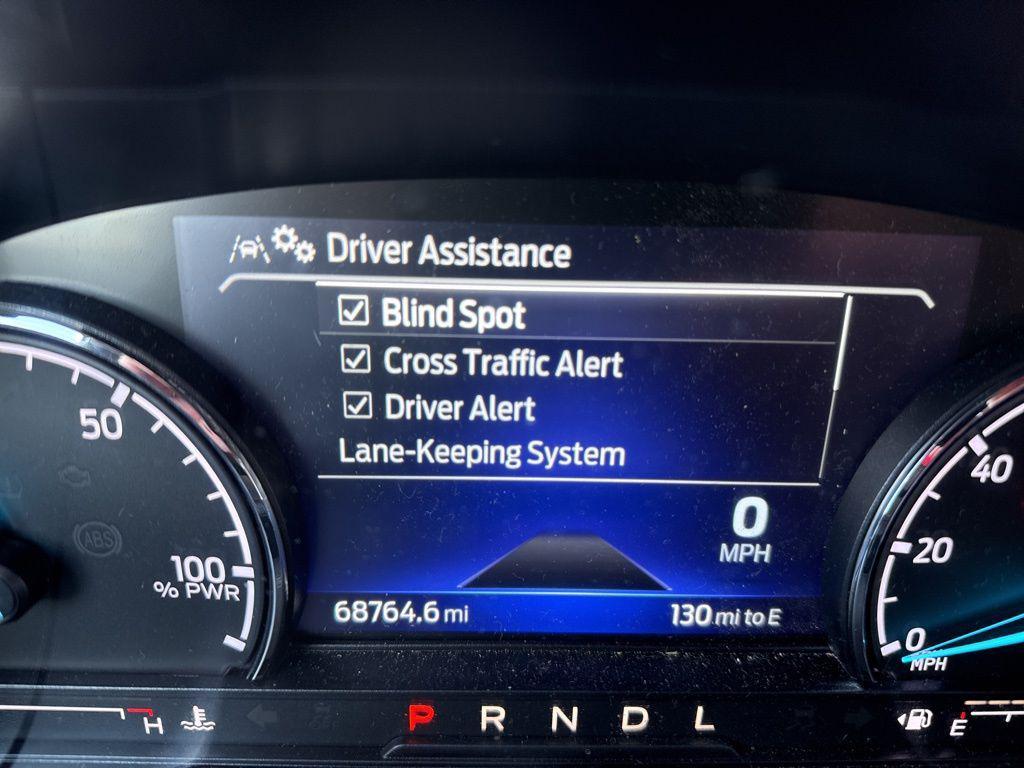 Driver Assistance
Blind Spot
Cross Traffic Alert
Driver Alert
Lane-Keeping System
0
MPH
68764.6 mi
130 mi to E
50
100
% PWR
ABS
40
20
0
MPH
H
P R N D L
E